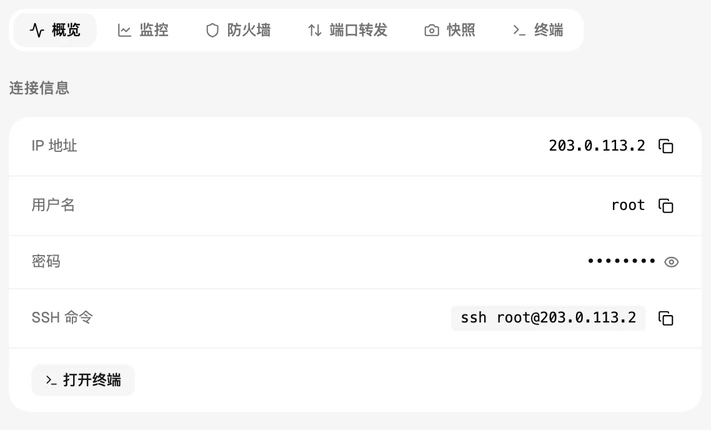 概览 监控 防火墙 端口转发 快照 终端
连接信息
IP 地址 203.0.113.2
用户名 root
密码 ••••••••
SSH 命令 ssh root@203.0.113.2
打开终端